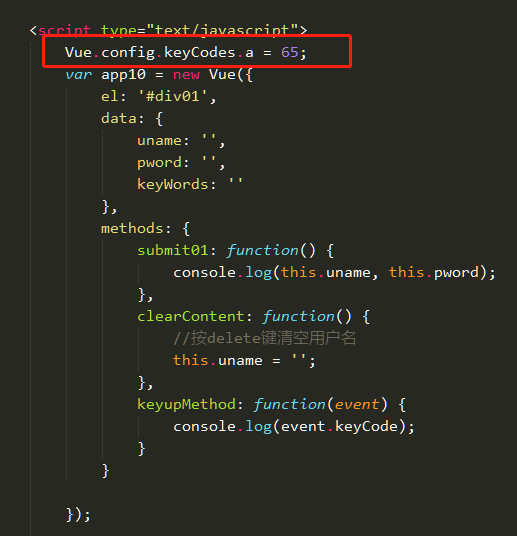 <script type="text/javascript">
Vue.config.keyCodes.a = 65;
var app10 = new Vue({
el: '#div01',
data: {
uname: '',
pword: '',
keyWords: ''
},
methods: {
submit01: function() {
console.log(this.uname, this.pword);
},
clearContent: function() {
//按delete键清空用户名
this.uname = '';
},
keyupMethod: function(event) {
console.log(event.keyCode);
}
}
});